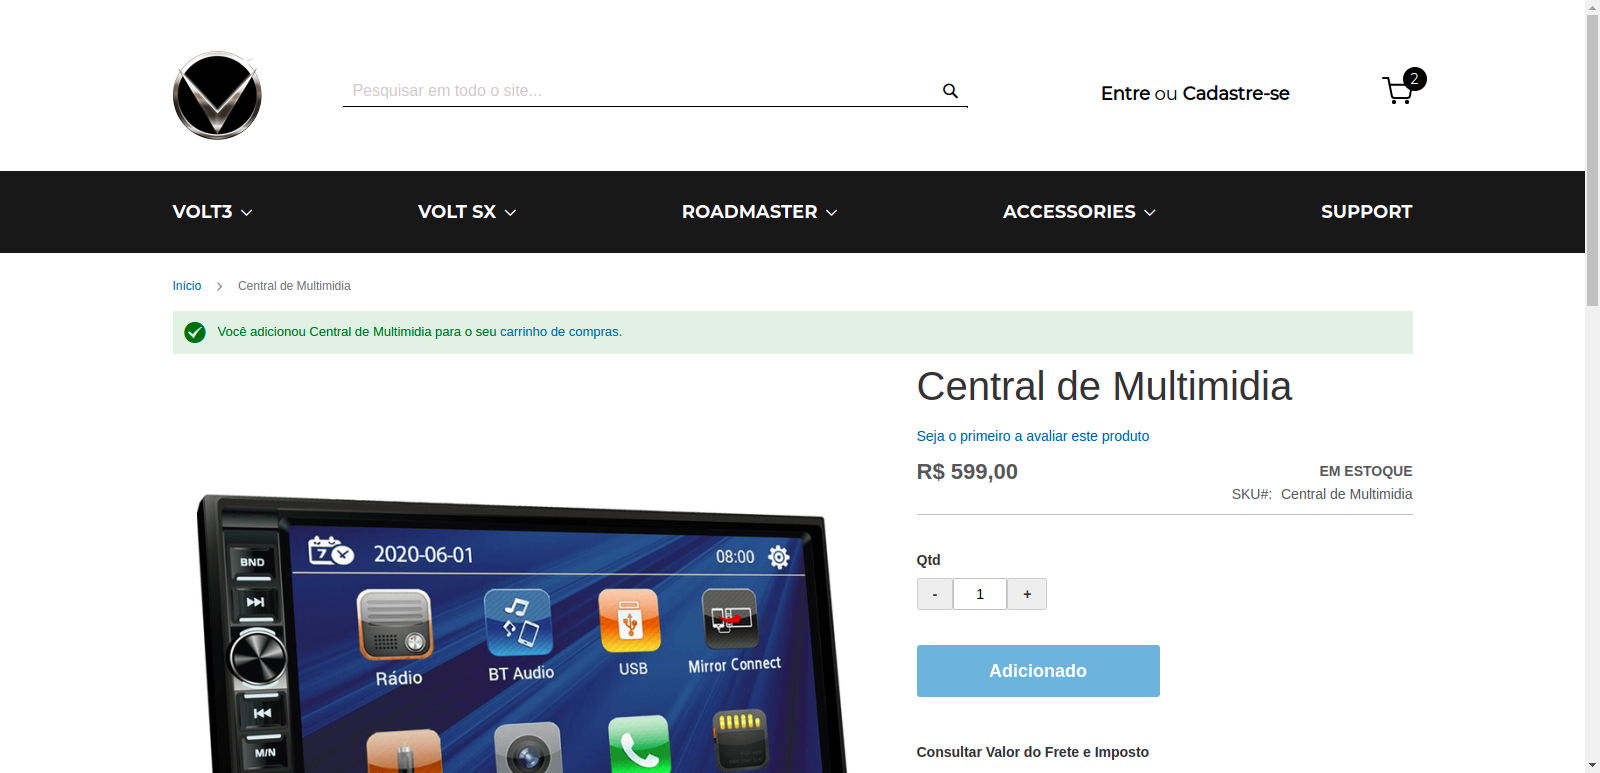 Pesquisar em todo o site...
Entre ou Cadastre-se
2
VOLT3
VOLT SX
ROADMASTER
ACCESSORIES
SUPPORT
Início
Central de Multimidia
Você adicionou Central de Multimidia para o seu carrinho de compras.
Central de Multimidia
Seja o primeiro a avaliar este produto
R$ 599,00
EM ESTOQUE
SKU#: Central de Multimidia
Qtd
- 1 +
Adicionado
Consultar Valor do Frete e Imposto
BND
7
2020-06-01
08:00
Rádio
BT Audio
USB
Mirror Connect
M/N